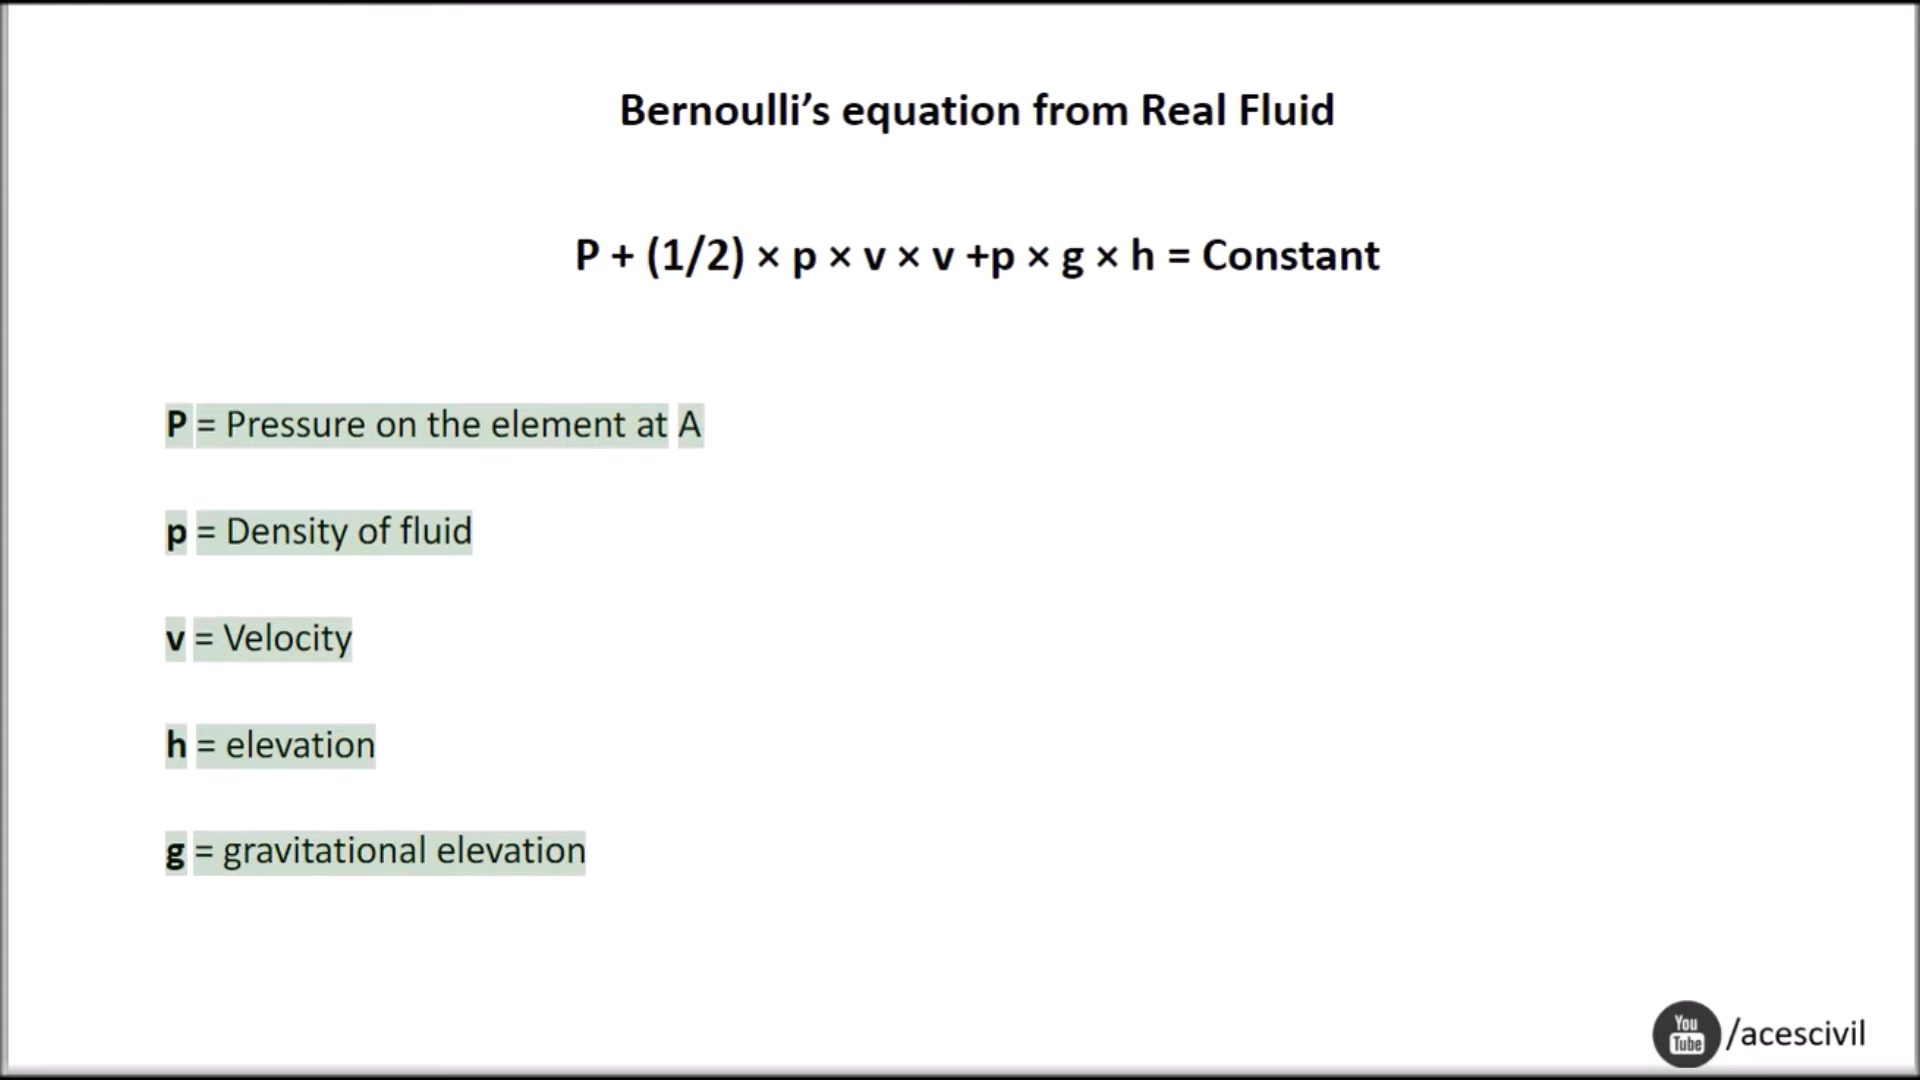 Bernoulli’s equation from Real Fluid
P + (1/2) × p × v × v +p × g × h = Constant
P = Pressure on the element at A
p = Density of fluid
v = Velocity
h = elevation
g = gravitational elevation
You
Tube /acescivil